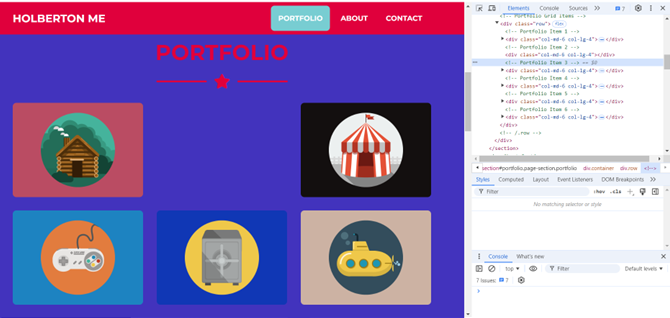 HOLBERTON ME
PORTFOLIO
ABOUT
CONTACT
PORTFOLIO
Elements
Console
Sources
»
7
<!-- Portfolio Grid Items -->
<div class="row">
<!-- Portfolio Item 1 -->
<div class="col-md-6 col-lg-4">…</div>
<!-- Portfolio Item 2 -->
<div class="col-md-6 col-lg-4"></div>
<!-- Portfolio Item 3 --> == $0
<div class="col-md-6 col-lg-4">…</div>
<!-- Portfolio Item 4 -->
<div class="col-md-6 col-lg-4">…</div>
<!-- Portfolio Item 5 -->
<div class="col-md-6 col-lg-4">…</div>
<!-- Portfolio Item 6 -->
<div class="col-md-6 col-lg-4">…</div>
<!-- /.row -->
</div>
</div>
</section>
section#portfolio.page-section.portfolio
div.container
div.row
<!-->
Styles
Computed
Layout
Event Listeners
DOM Breakpoints
»
Filter
:hov
.cls
No matching selector or style
Console
What's new
top
Filter
Default levels
7 Issues:
7